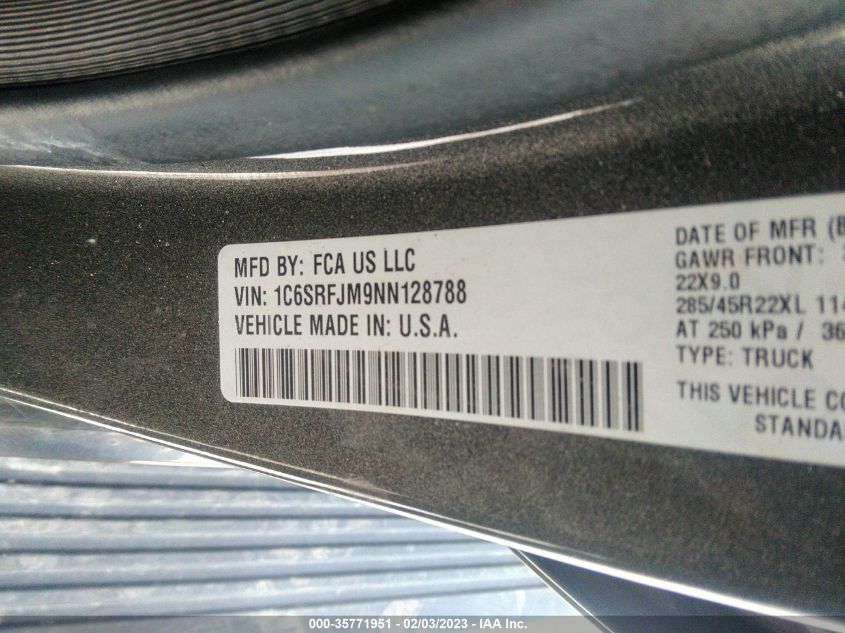 MFD BY: FCA US LLC
VIN: 1C6SRFJM9NN128788
VEHICLE MADE IN: U.S.A.
DATE OF MFR
GAWR FRONT:
22X9.0
285/45R22XL
AT 250 kPa /
TYPE: TRUCK
THIS VEHICLE
000-35771951 - 02/03/2023 - IAA Inc.